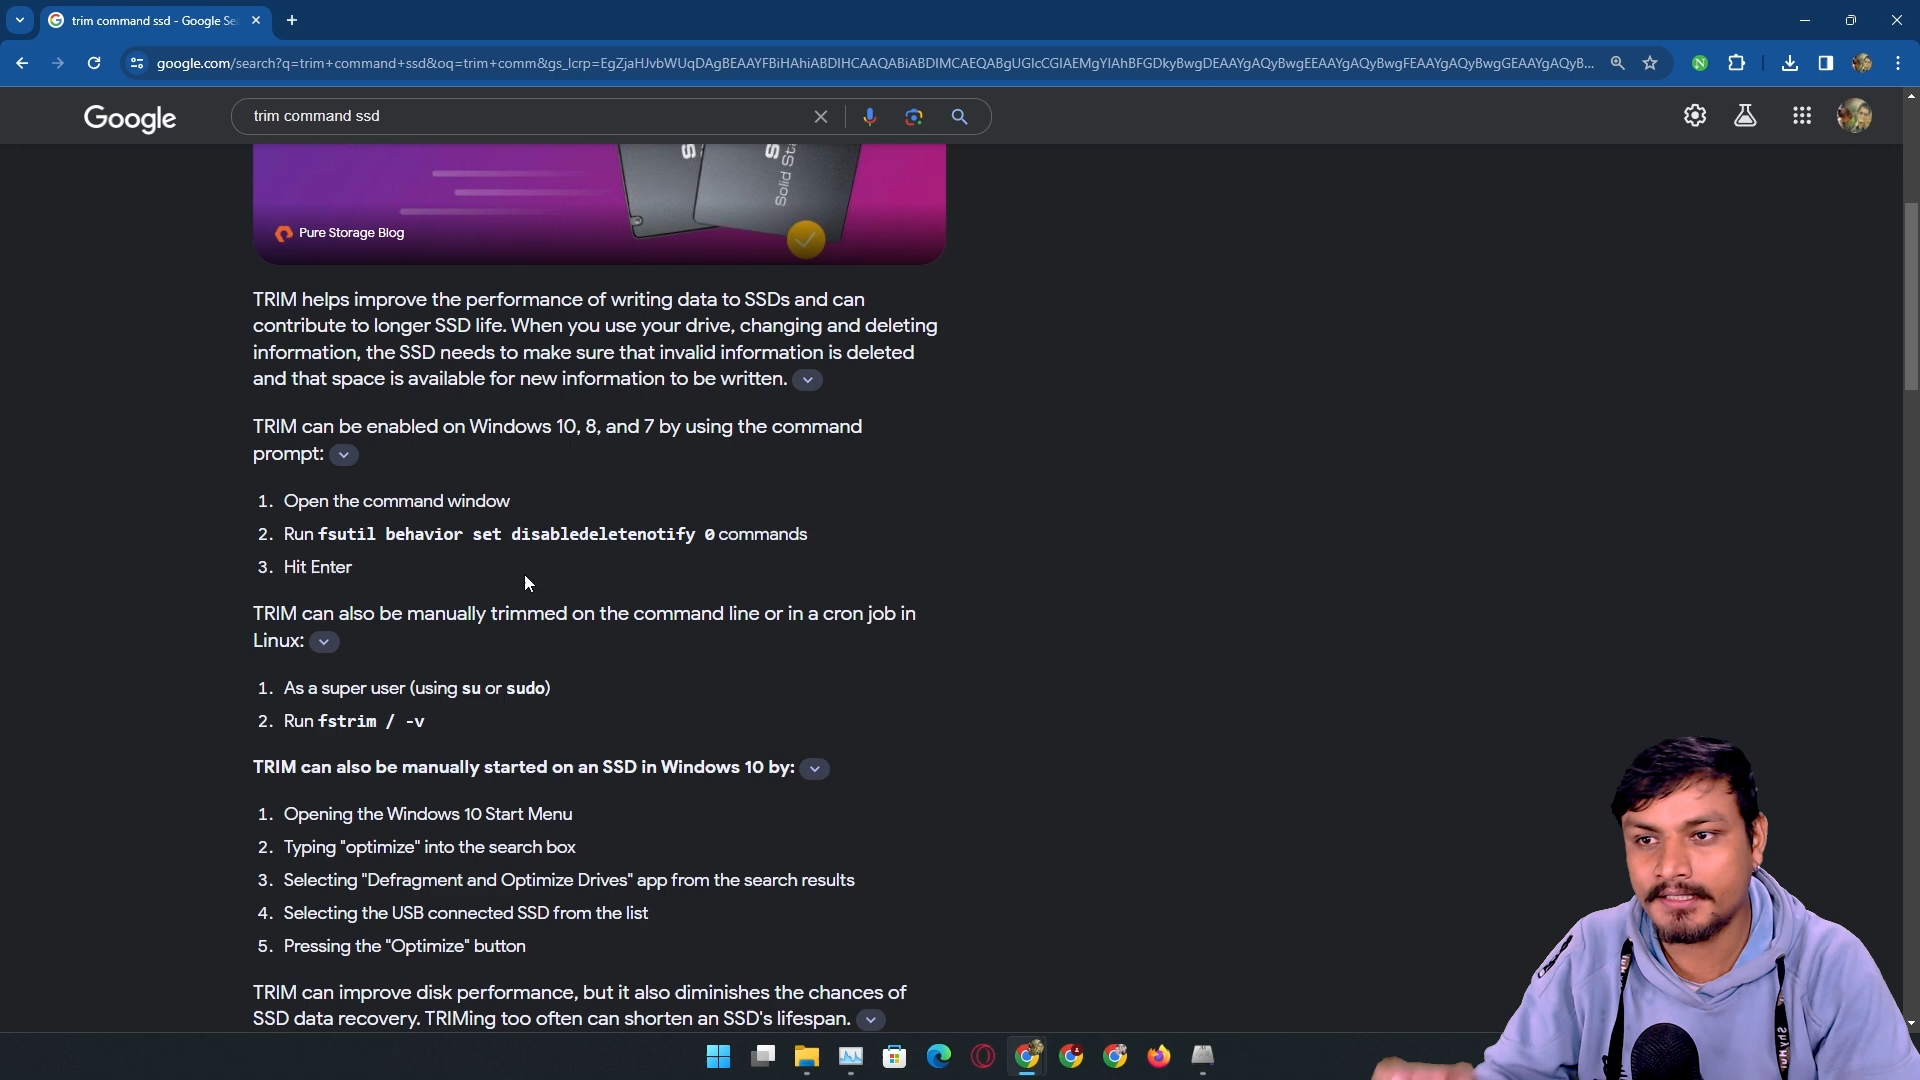 trim command ssd - Google Se
google.com/search?q=trim+command+ssd&oq=trim+comm&gs_lcrp=EgZjaHJvbWUqDAgBEAAYFBiHAhiABDIHCAAQABiABDIMCAEQABgUGIcCGIAEMgYIAhBFGDkyBwgDEAAYgAQyBwgEEAAYgAQyBwgFEAAYgAQyBwgGEAAYgAQyB...
Google
trim command ssd
Solid Sta
Pure Storage Blog
TRIM helps improve the performance of writing data to SSDs and can
contribute to longer SSD life. When you use your drive, changing and deleting
information, the SSD needs to make sure that invalid information is deleted
and that space is available for new information to be written.
TRIM can be enabled on Windows 10, 8, and 7 by using the command
prompt:
1. Open the command window
2. Run fsutil behavior set disabledeletenotify 0 commands
3. Hit Enter
TRIM can also be manually trimmed on the command line or in a cron job in
Linux:
1. As a super user (using su or sudo)
2. Run fstrim / -v
TRIM can also be manually started on an SSD in Windows 10 by:
1. Opening the Windows 10 Start Menu
2. Typing "optimize" into the search box
3. Selecting "Defragment and Optimize Drives" app from the search results
4. Selecting the USB connected SSD from the list
5. Pressing the "Optimize" button
TRIM can improve disk performance, but it also diminishes the chances of
SSD data recovery. TRIMing too often can shorten an SSD's lifespan.